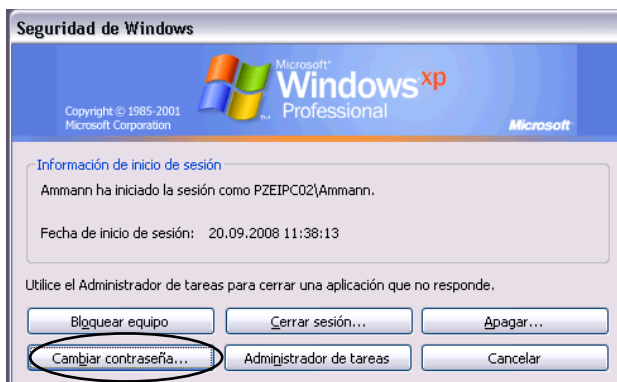 Seguridad de Windows
Microsoft®
Windows xp
Professional
Copyright © 1985-2001
Microsoft Corporation
Microsoft
Información de inicio de sesión
Ammann ha iniciado la sesión como PZEIPC02\Ammann.
Fecha de inicio de sesión: 20.09.2008 11:38:13
Utilice el Administrador de tareas para cerrar una aplicación que no responde.
Bloquear equipo
Cerrar sesión...
Apagar...
Cambiar contraseña...
Administrador de tareas
Cancelar